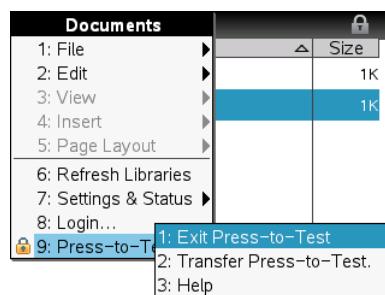 Documents
1: File
Size
2: Edit
1K
3: View
1K
4: Insert
5: Page Layout
6: Refresh Libraries
7: Settings & Status
8: Login...
9: Press-to-Te
1: Exit Press-to-Test
2: Transfer Press-to-Test.
3: Help